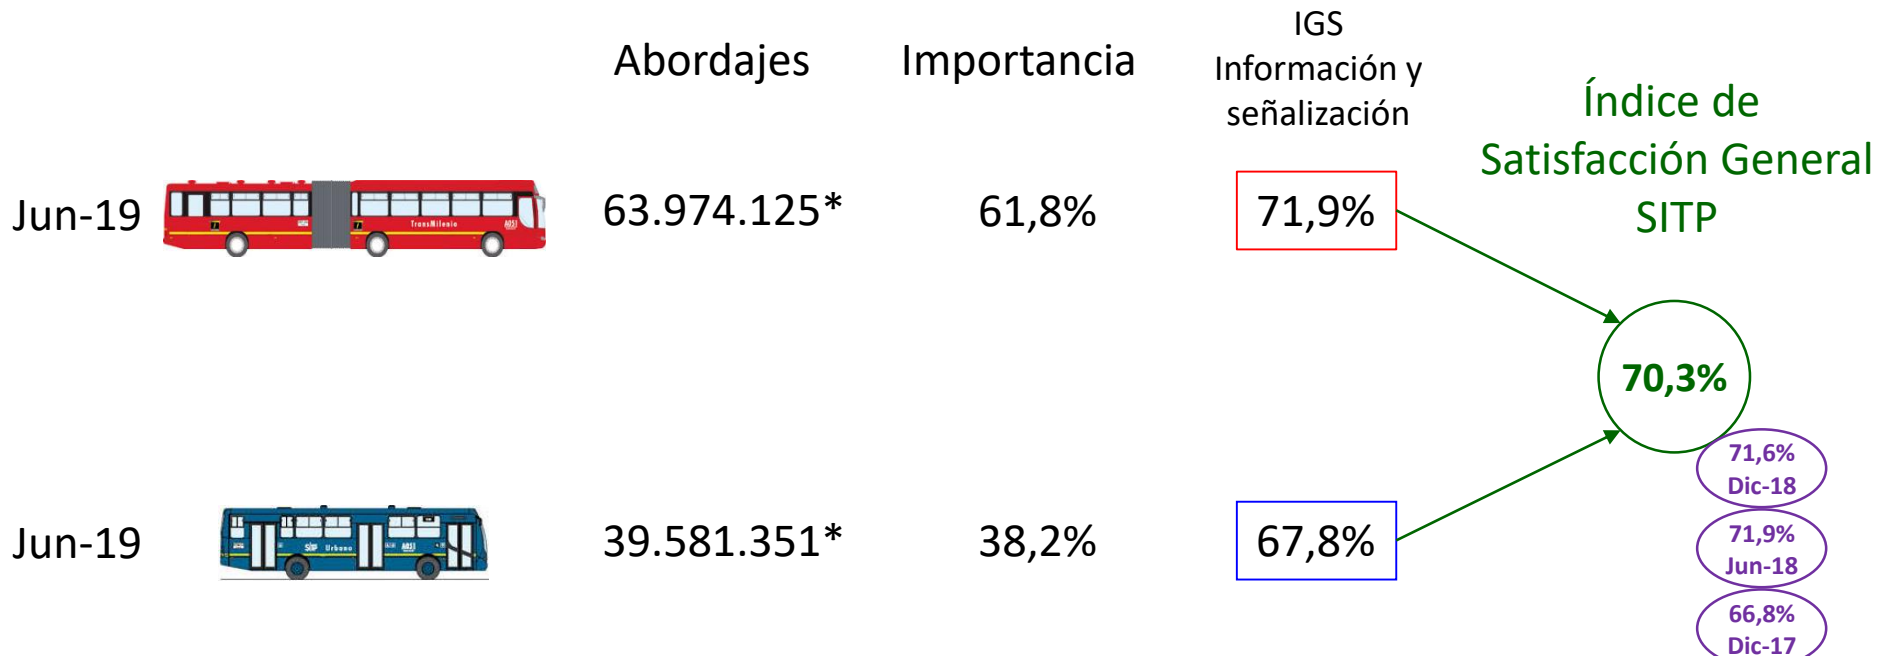 Abordajes
Importancia
IGS
Información y
señalización
Índice de
Satisfacción General
SITP
Jun-19
TransMilenio
63.974.125*
61,8%
71,9%
70,3%
71,6%
Dic-18
71,9%
Jun-18
66,8%
Dic-17
Jun-19
Urbano
39.581.351*
38,2%
67,8%